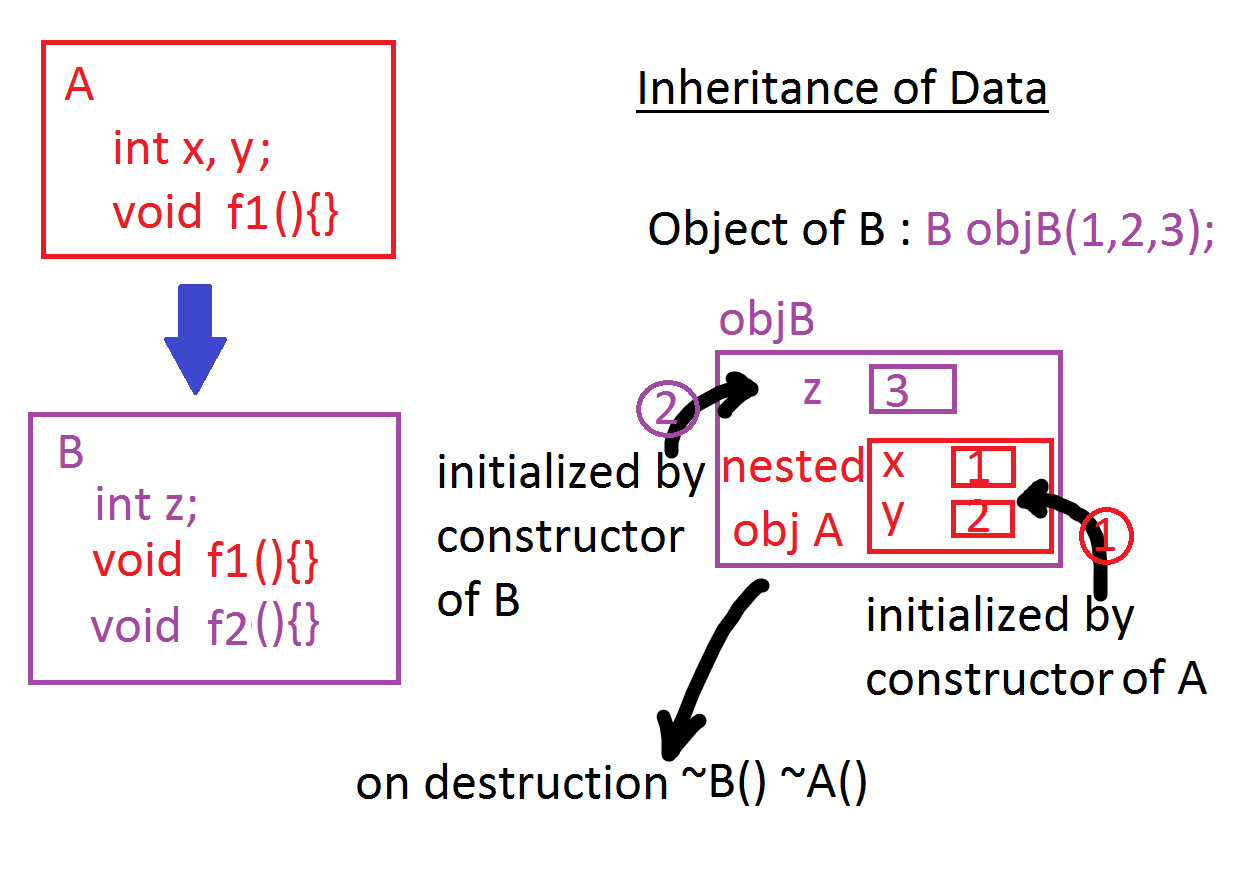 A
int x, y;
void f1(){}
B
int z;
void f1(){}
void f2(){}
Inheritance of Data
Object of B : B objB(1,2,3);
objB
z 3
2
initialized by
constructor
of B
nested
obj A
x 1
y 2
1
initialized by
constructor of A
on destruction ~B() ~A()